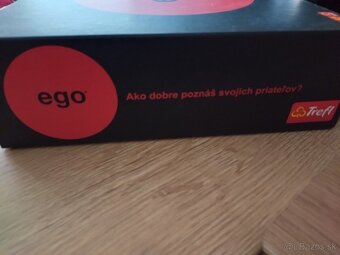 ego
Ako dobre poznáš svojich priateľov?
Trefl
© Bazos.sk